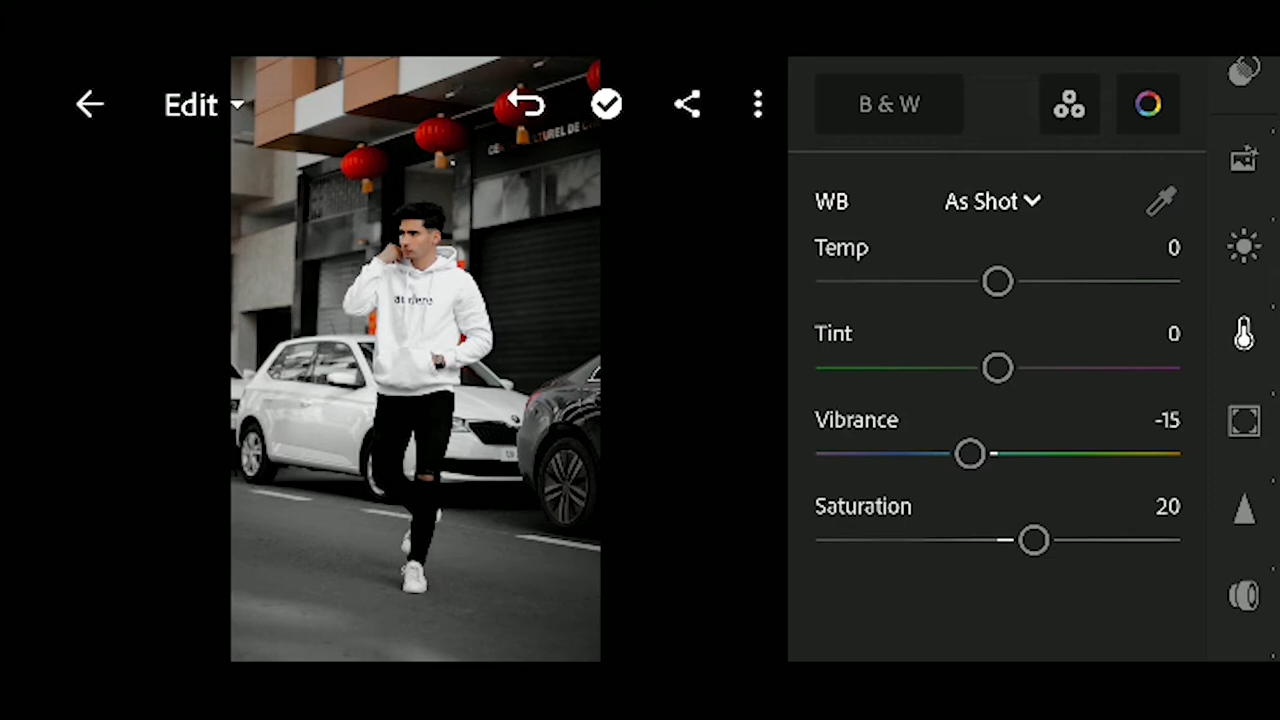 Edit
B & W
WB As Shot
Temp 0
Tint 0
Vibrance -15
Saturation 20